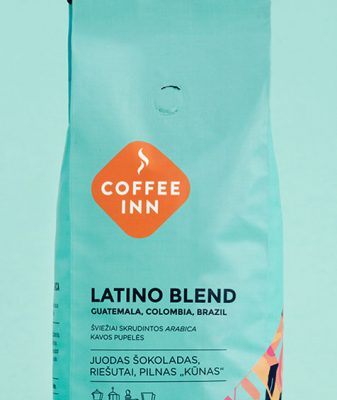 COFFEE
INN
LATINO BLEND
GUATEMALA, COLOMBIA, BRAZIL
ŠVIEŽIAI SKRUDINTOS ARABICA
KAVOS PUPELĖS
JUODAS ŠOKOLADAS,
RIEŠUTAI, PILNAS „KŪNAS“